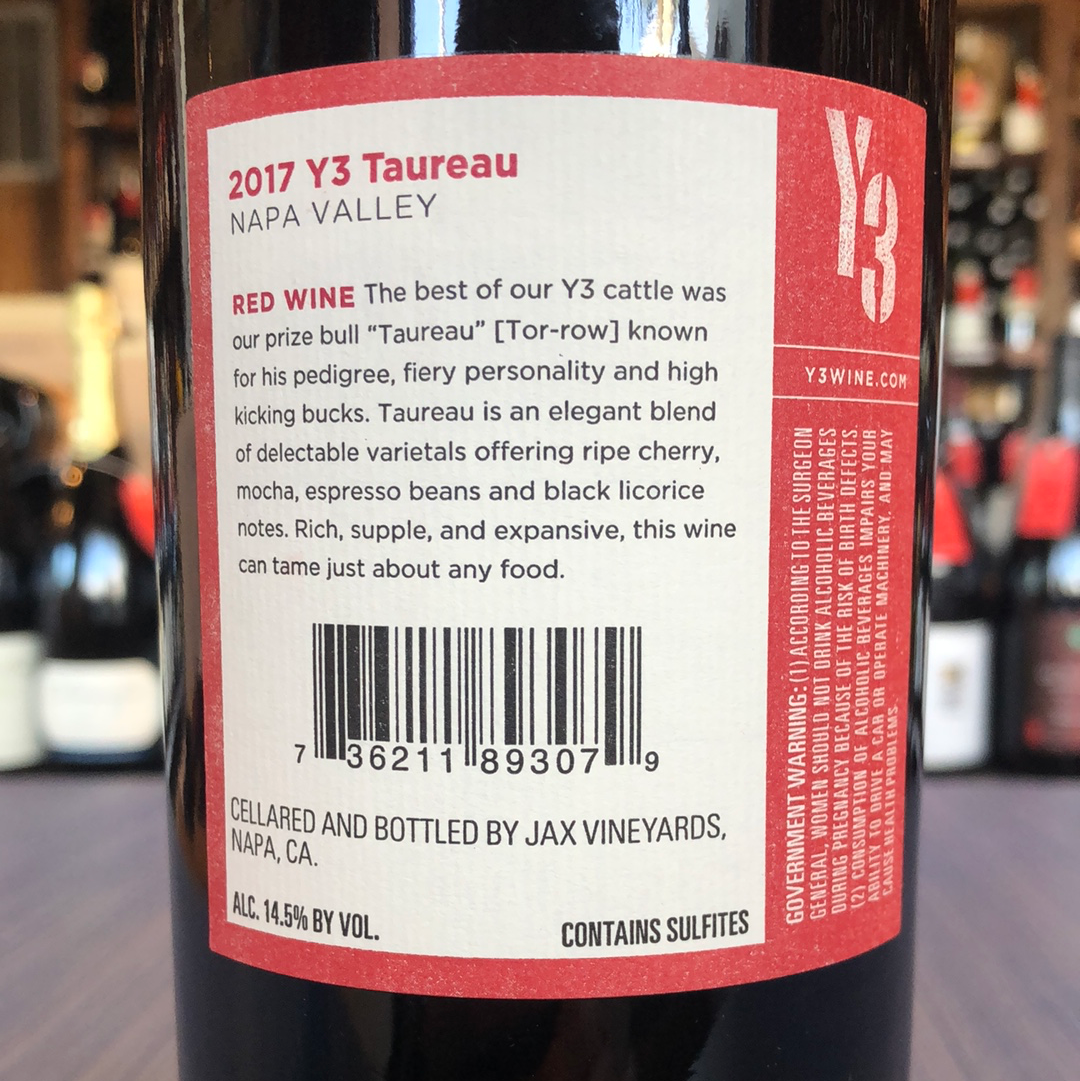 2017 Y3 Taureau
NAPA VALLEY
RED WINE The best of our Y3 cattle was
our prize bull “Taureau” [Tor-row] known
for his pedigree, fiery personality and high
kicking bucks. Taureau is an elegant blend
of delectable varietals offering ripe cherry,
mocha, espresso beans and black licorice
notes. Rich, supple, and expansive, this wine
can tame just about any food.
7 36211 89307 9
CELLARED AND BOTTLED BY JAX VINEYARDS,
NAPA, CA.
ALC. 14.5% BY VOL.
CONTAINS SULFITES
Y3
Y3WINE.COM
GOVERNMENT WARNING: (1) ACCORDING TO THE SURGEON
GENERAL, WOMEN SHOULD NOT DRINK ALCOHOLIC BEVERAGES
DURING PREGNANCY BECAUSE OF THE RISK OF BIRTH DEFECTS.
(2) CONSUMPTION OF ALCOHOLIC BEVERAGES IMPAIRS YOUR
ABILITY TO DRIVE A CAR OR OPERATE MACHINERY, AND MAY
CAUSE HEALTH PROBLEMS.